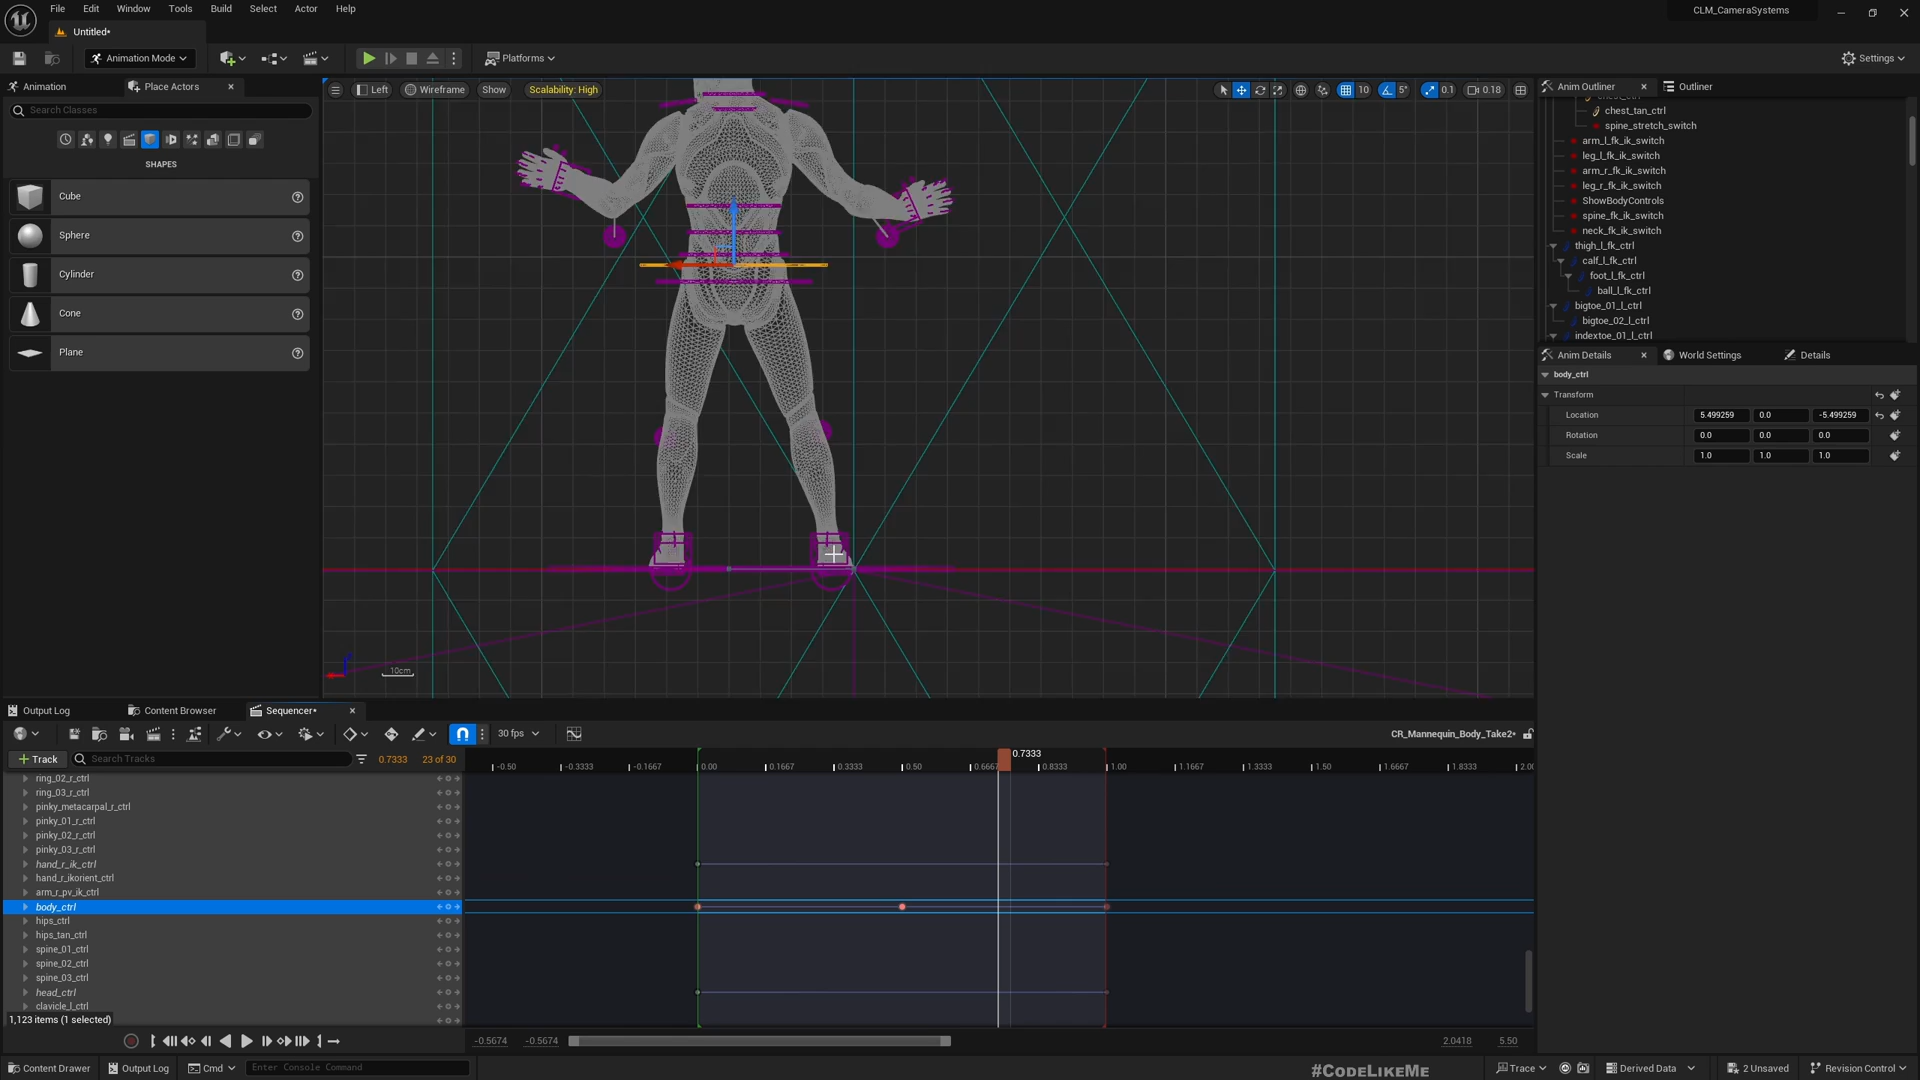 File Edit Window Tools Build Select Actor Help
CLM_CameraSystems
Untitled*
Animation Mode
Platforms
Settings
Animation
Place Actors
Search Classes
SHAPES
Cube
Sphere
Cylinder
Cone
Plane
Left
Wireframe
Show
Scalability: High
10
5°
0.1
0.18
10cm
Anim Outliner
Outliner
chest_tan_ctrl
spine_stretch_switch
arm_l_fk_ik_switch
leg_l_fk_ik_switch
arm_r_fk_ik_switch
leg_r_fk_ik_switch
ShowBodyControls
spine_fk_ik_switch
neck_fk_ik_switch
thigh_l_fk_ctrl
calf_l_fk_ctrl
foot_l_fk_ctrl
ball_l_fk_ctrl
bigtoe_01_l_ctrl
bigtoe_02_l_ctrl
indextoe_01_l_ctrl
Anim Details
World Settings
Details
body_ctrl
Transform
Location 5.499259 0.0 -5.499259
Rotation 0.0 0.0 0.0
Scale 1.0 1.0 1.0
Output Log
Content Browser
Sequencer*
30 fps
CR_Mannequin_Body_Take2*
Track
Search Tracks
0.7333
23 of 30
0.7333
-0.50 -0.3333 -0.1667 0.00 0.1667 0.3333 0.50 0.6667 0.8333 1.00 1.1667 1.3333 1.50 1.6667 1.8333 2.00
ring_02_r_ctrl
ring_03_r_ctrl
pinky_metacarpal_r_ctrl
pinky_01_r_ctrl
pinky_02_r_ctrl
pinky_03_r_ctrl
hand_r_ik_ctrl
hand_r_ikorient_ctrl
arm_r_pv_ik_ctrl
body_ctrl
hips_ctrl
hips_tan_ctrl
spine_01_ctrl
spine_02_ctrl
spine_03_ctrl
head_ctrl
clavicle_l_ctrl
1,123 items (1 selected)
-0.5674 -0.5674 2.0418 5.50
Content Drawer
Output Log
Cmd
Enter Console Command
#CodeLikeMe
Trace
Derived Data
2 Unsaved
Revision Control